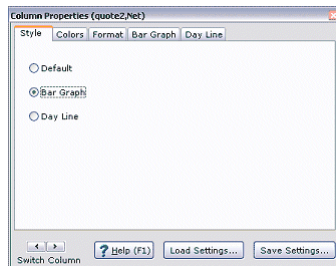 Column Properties (quote2,Net)
Style Colors Format Bar Graph Day Line
Default
Bar Graph
Day Line
Switch Column
? Help (F1) Load Settings... Save Settings...